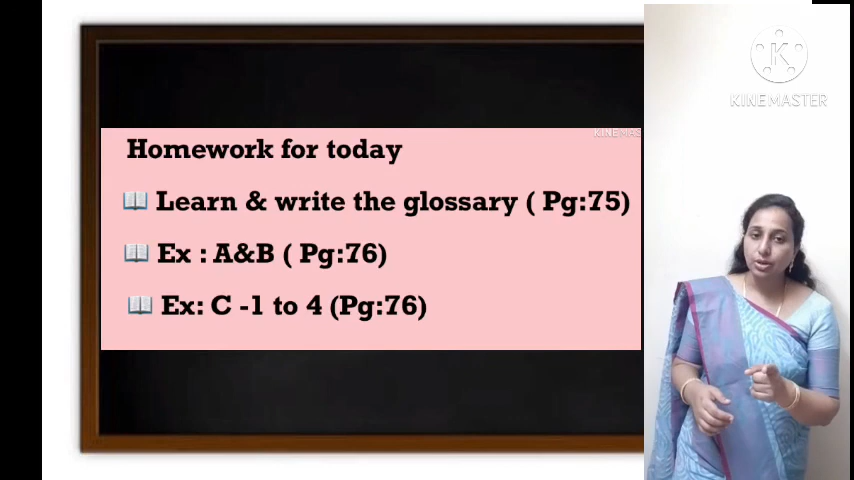 Homework for today
Learn & write the glossary ( Pg:75)
Ex : A&B ( Pg:76)
Ex: C -1 to 4 (Pg:76)
KINEMAS
K
KINEMASTER